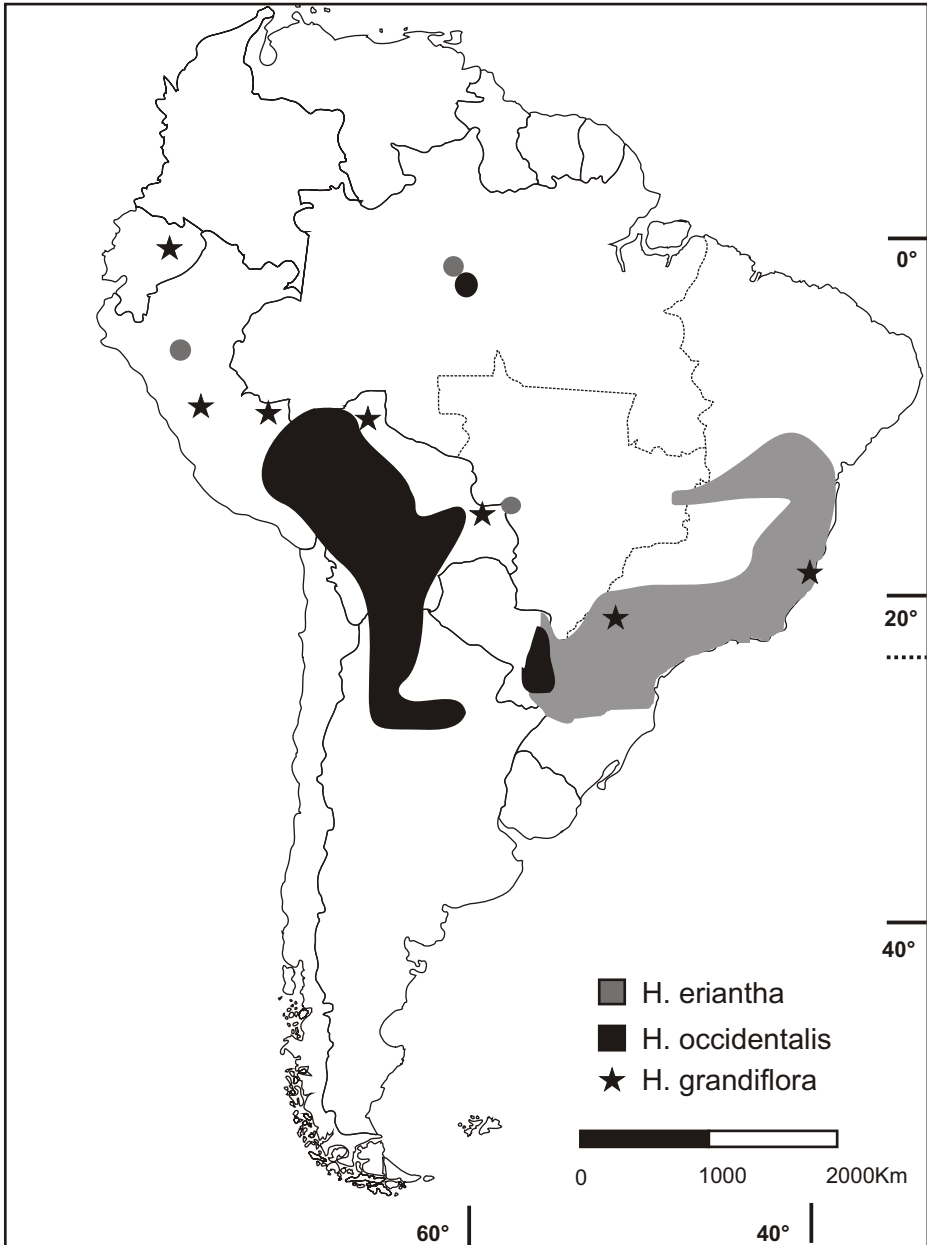 0°
20°
40°
H. eriantha
H. occidentalis
H. grandiflora
0 1000 2000Km
60° 40°